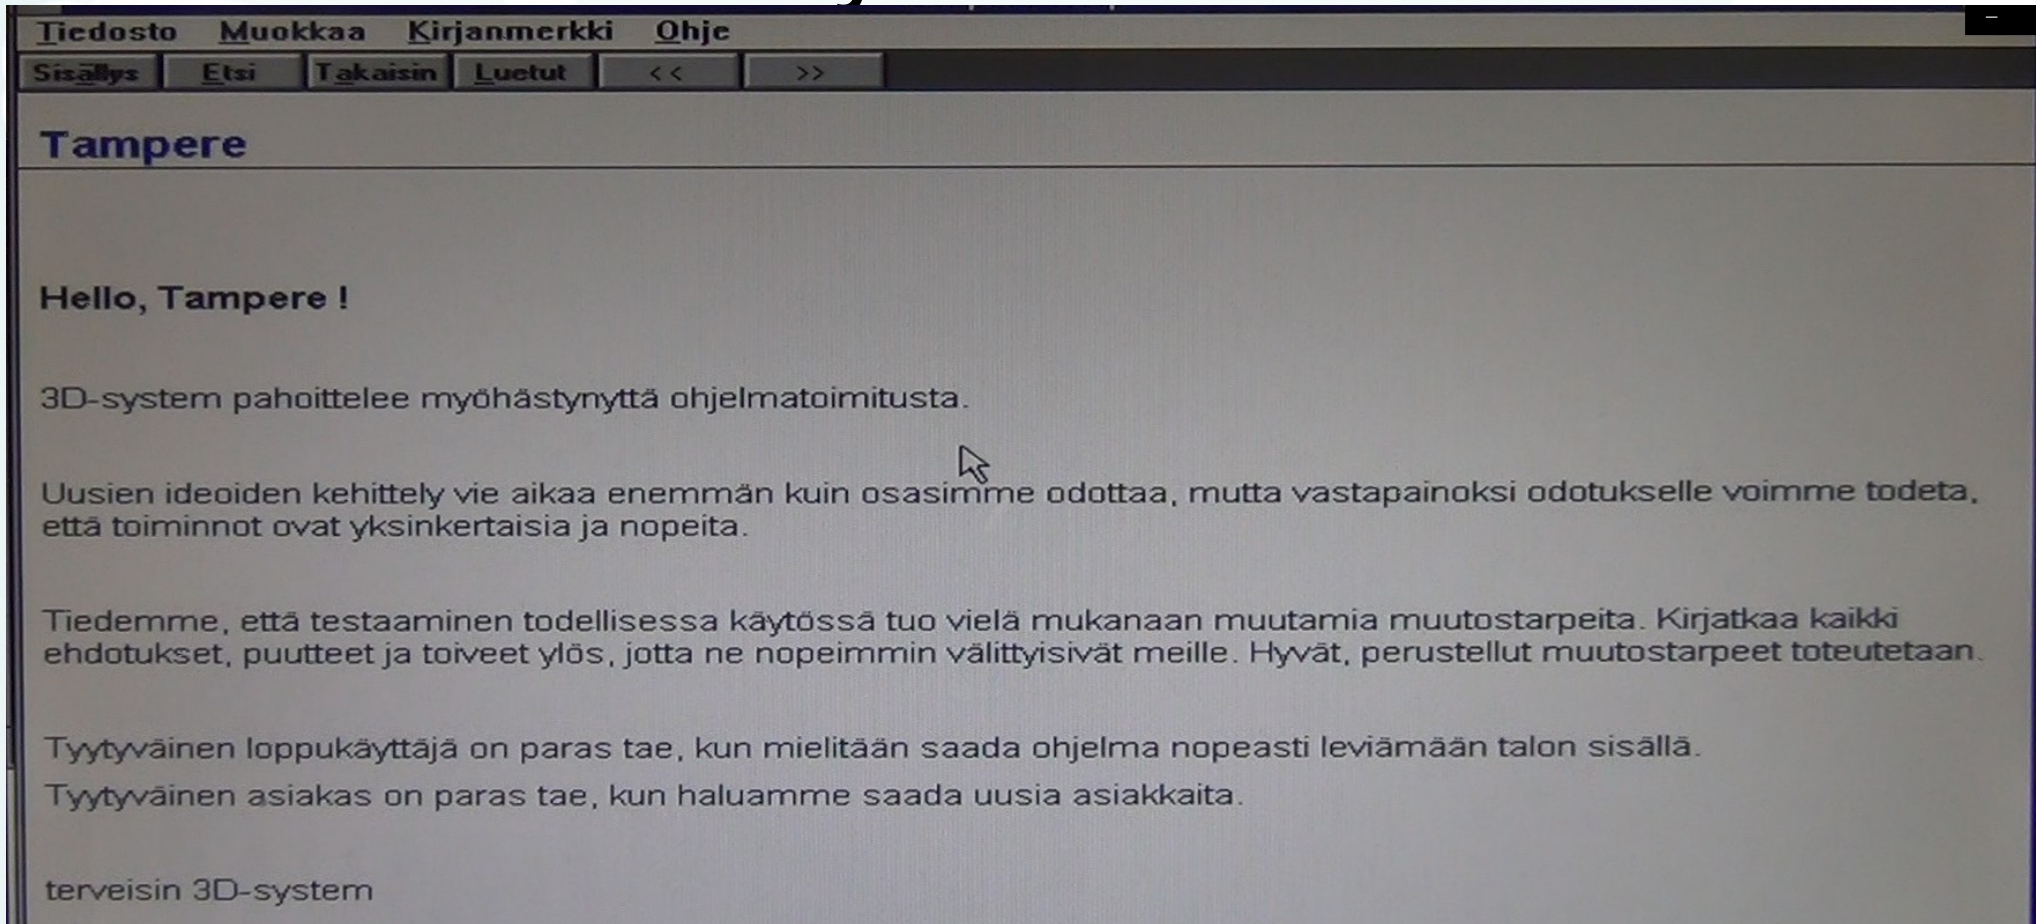 Tiedosto Muokkaa Kirjanmerkki Ohje
Sisällys Etsi Takaisin Luetut << >>
Tampere
Hello, Tampere !
3D-system pahoittelee myöhästynyttä ohjelmatoimitusta.
Uusien ideoiden kehittely vie aikaa enemmän kuin osasimme odottaa, mutta vastapainoksi odotukselle voimme todeta,
että toiminnot ovat yksinkertaisia ja nopeita.
Tiedemme, että testaaminen todellisessa käytössä tuo vielä mukanaan muutamia muutostarpeita. Kirjatkaa kaikki
ehdotukset, puutteet ja toiveet ylös, jotta ne nopeimmin välittyisivät meille. Hyvät, perustellut muutostarpeet toteutetaan.
Tyytyväinen loppukäyttäjä on paras tae, kun mielitään saada ohjelma nopeasti leviämään talon sisällä.
Tyytyväinen asiakas on paras tae, kun haluamme saada uusia asiakkaita.
terveisin 3D-system